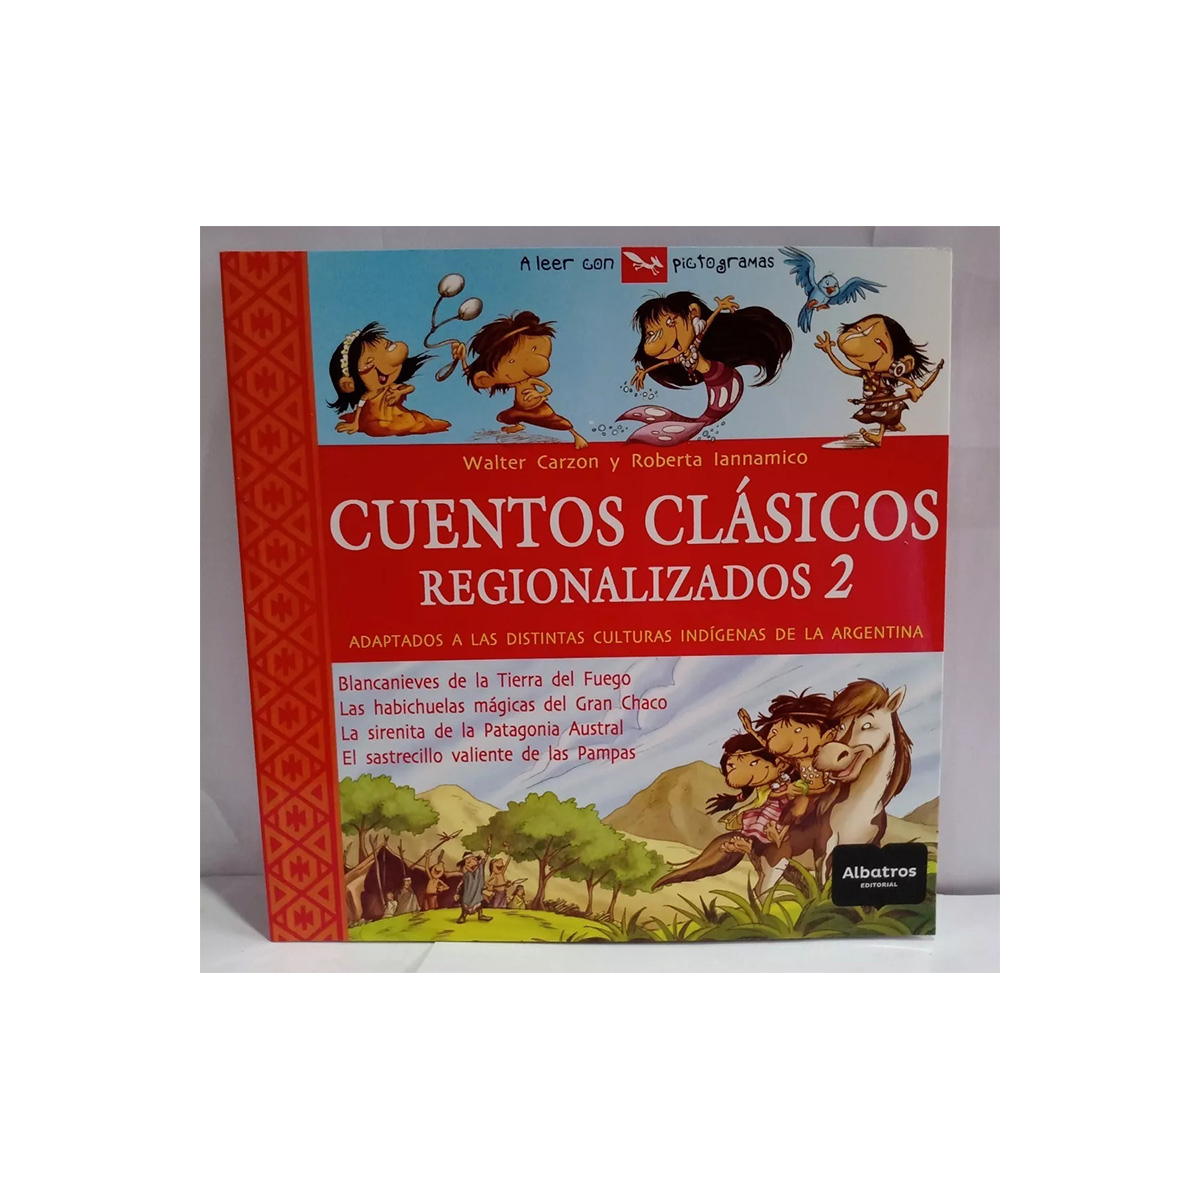 A leer con pictogramas
Walter Carzon y Roberta Iannamico
CUENTOS CLÁSICOS
REGIONALIZADOS 2
ADAPTADOS A LAS DISTINTAS CULTURAS INDÍGENAS DE LA ARGENTINA
Blancanieves de la Tierra del Fuego
Las habichuelas mágicas del Gran Chaco
La sirenita de la Patagonia Austral
El sastrecillo valiente de las Pampas
Albatros
EDITORIAL